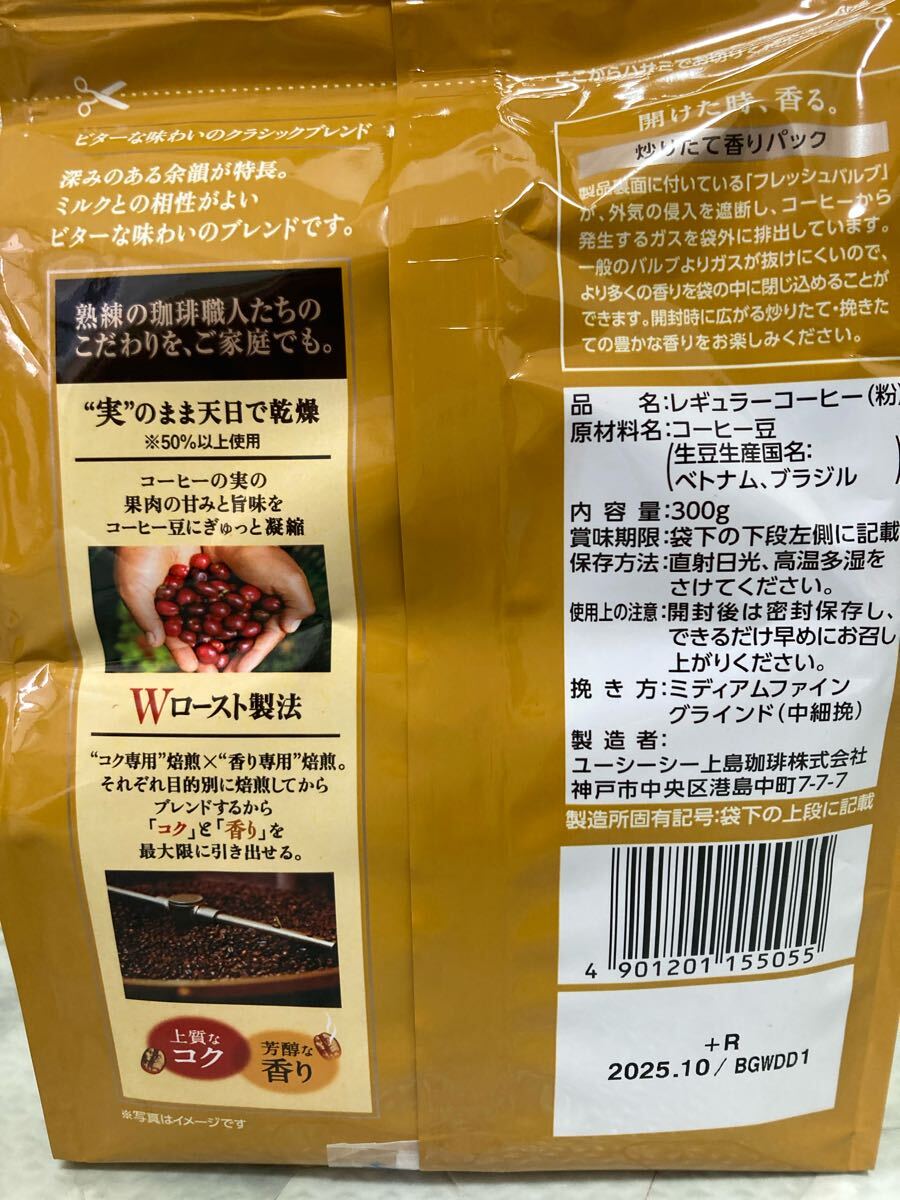 ビターな味わいのクラシックブレンド
深みのある余韻が特長。
ミルクとの相性がよい
ビターな味わいのブレンドです。
熟練の珈琲職人たちの
こだわりを、ご家庭でも。
“実”のまま天日で乾燥
※50%以上使用
コーヒーの実の
果肉の甘みと旨味を
コーヒー豆にぎゅっと凝縮
Wロースト製法
“コク専用”焙煎×“香り専用”焙煎。
それぞれ目的別に焙煎してから
ブレンドするから
「コク」と「香り」を
最大限に引き出せる。
上質な
コク
芳醇な
香り
※写真はイメージです
ここからハサミでお切り
開けた時、香る。
炒りたて香りパック
製品裏面に付いている「フレッシュバルブ」
が、外気の侵入を遮断し、コーヒーから
発生するガスを袋外に排出しています。
一般のバルブよりガスが抜けにくいので、
より多くの香りを袋の中に閉じ込めることが
できます。開封時に広がる炒りたて・挽きた
ての豊かな香りをお楽しみください。
品名:レギュラーコーヒー(粉)
原材料名:コーヒー豆
(生豆生産国名:
ベトナム、ブラジル)
内容量:300g
賞味期限:袋下の下段左側に記載
保存方法:直射日光、高温多湿を
さけてください。
使用上の注意:開封後は密封保存し、
できるだけ早めにお召し
上がりください。
挽き方:ミディアムファイン
グラインド(中細挽)
製造者:
ユーシーシー上島珈琲株式会社
神戸市中央区港島中町7-7-7
製造所固有記号:袋下の上段に記載
4 901201 155055
+R
2025.10/ BGWDD1